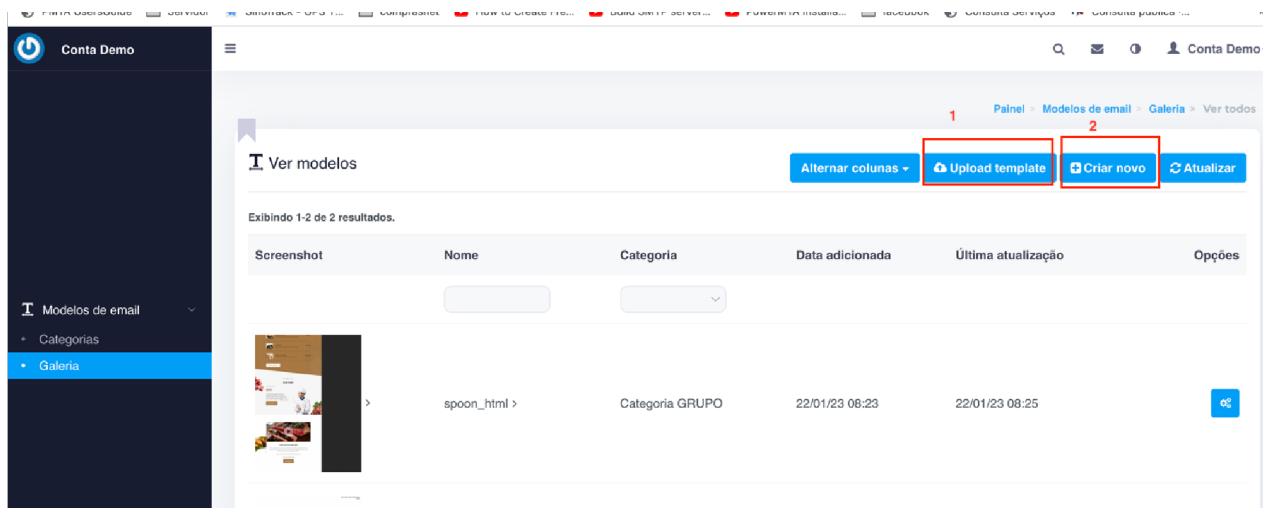 Conta Demo
Conta Demo
Painel » Modelos de email » Galeria » Ver todos
1
2
Ver modelos
Alternar colunas
Upload template
Criar novo
Atualizar
Exibindo 1-2 de 2 resultados.
Screenshot Nome Categoria Data adicionada Última atualização Opções
Modelos de email
Categorias
Galeria
spoon_html > Categoria GRUPO 22/01/23 08:23 22/01/23 08:25